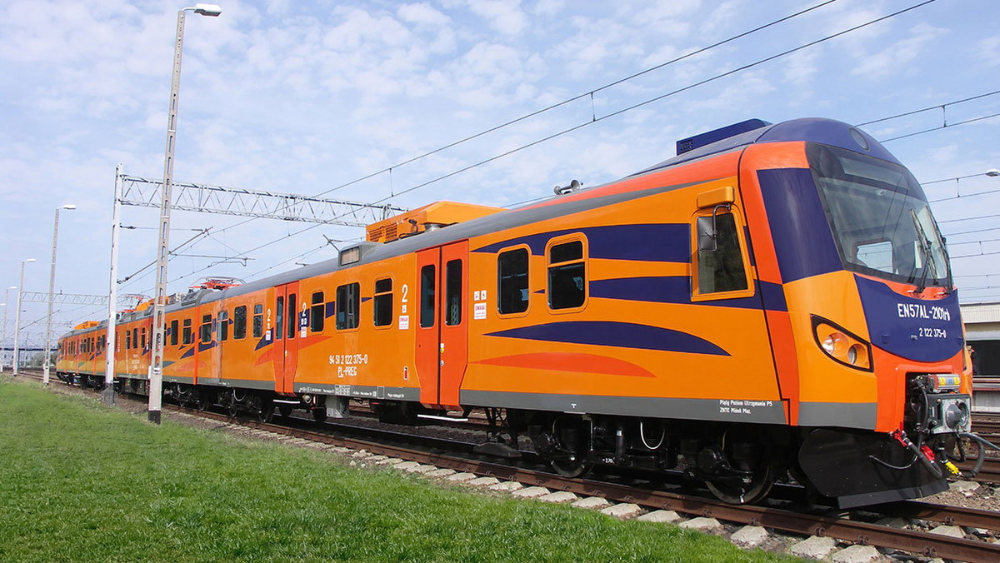 EN57AL-2101
2 122 375-0
2
2
2
94 51 2 122 375-0
PL-PREG
Piąty Poziom Utrzymania P5
ZNTK Mińsk Maz.